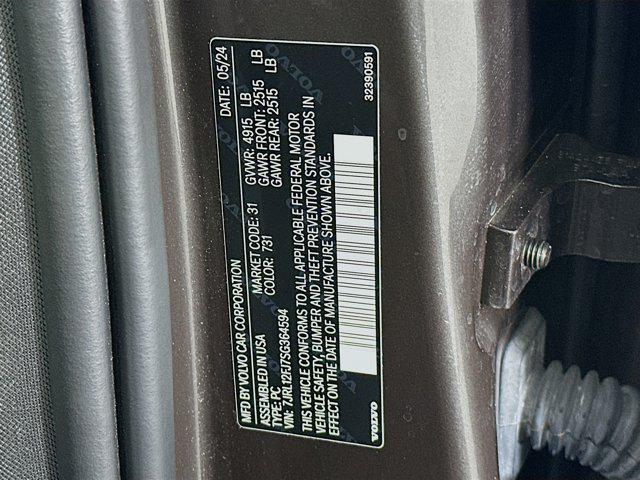 MFG BY VOLVO CAR CORPORATION DATE: 05/24
ASSEMBLED IN USA MARKET CODE: 31 GVWR: 4915 LB
TYPE: PC COLOR: 731 GAWR FRONT: 2515 LB
VIN: 7JRL12FJ7SG364594 GAWR REAR: 2515 LB
THIS VEHICLE CONFORMS TO ALL APPLICABLE FEDERAL MOTOR
VEHICLE SAFETY, BUMPER AND THEFT PREVENTION STANDARDS IN
EFFECT ON THE DATE OF MANUFACTURE SHOWN ABOVE.
VOLVO 32390591